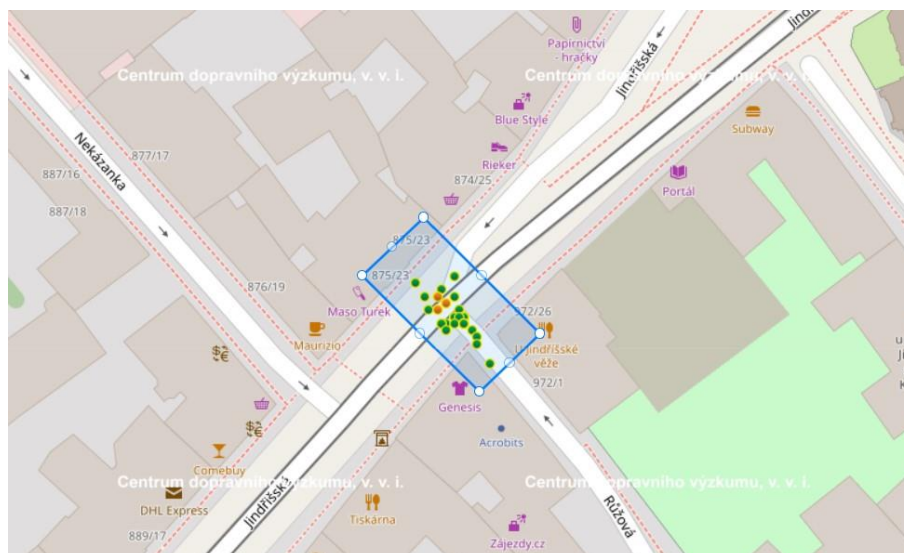 Papírnictví
- hračky
Jindřišská
Centrum dopravního výzkumu, v. v. i.
Centrum dopravního výzkumu, v. v. i.
Blue Style
Subway
Nekázanka
877/17
887/16
Rieker
874/25
Portál
887/18
875/23
875/23
876/19
Maso Tuřek
972/26
Maurizio
U Jindřišské
věže
972/1
Genesis
Acrobits
Comebuy
Centrum dopravního výzkumu, v. v. i.
Centrum dopravního výzkumu, v. v. i.
DHL Express
Jindřišská
Tiskárna
Růžová
889/17
Zájezdy.cz